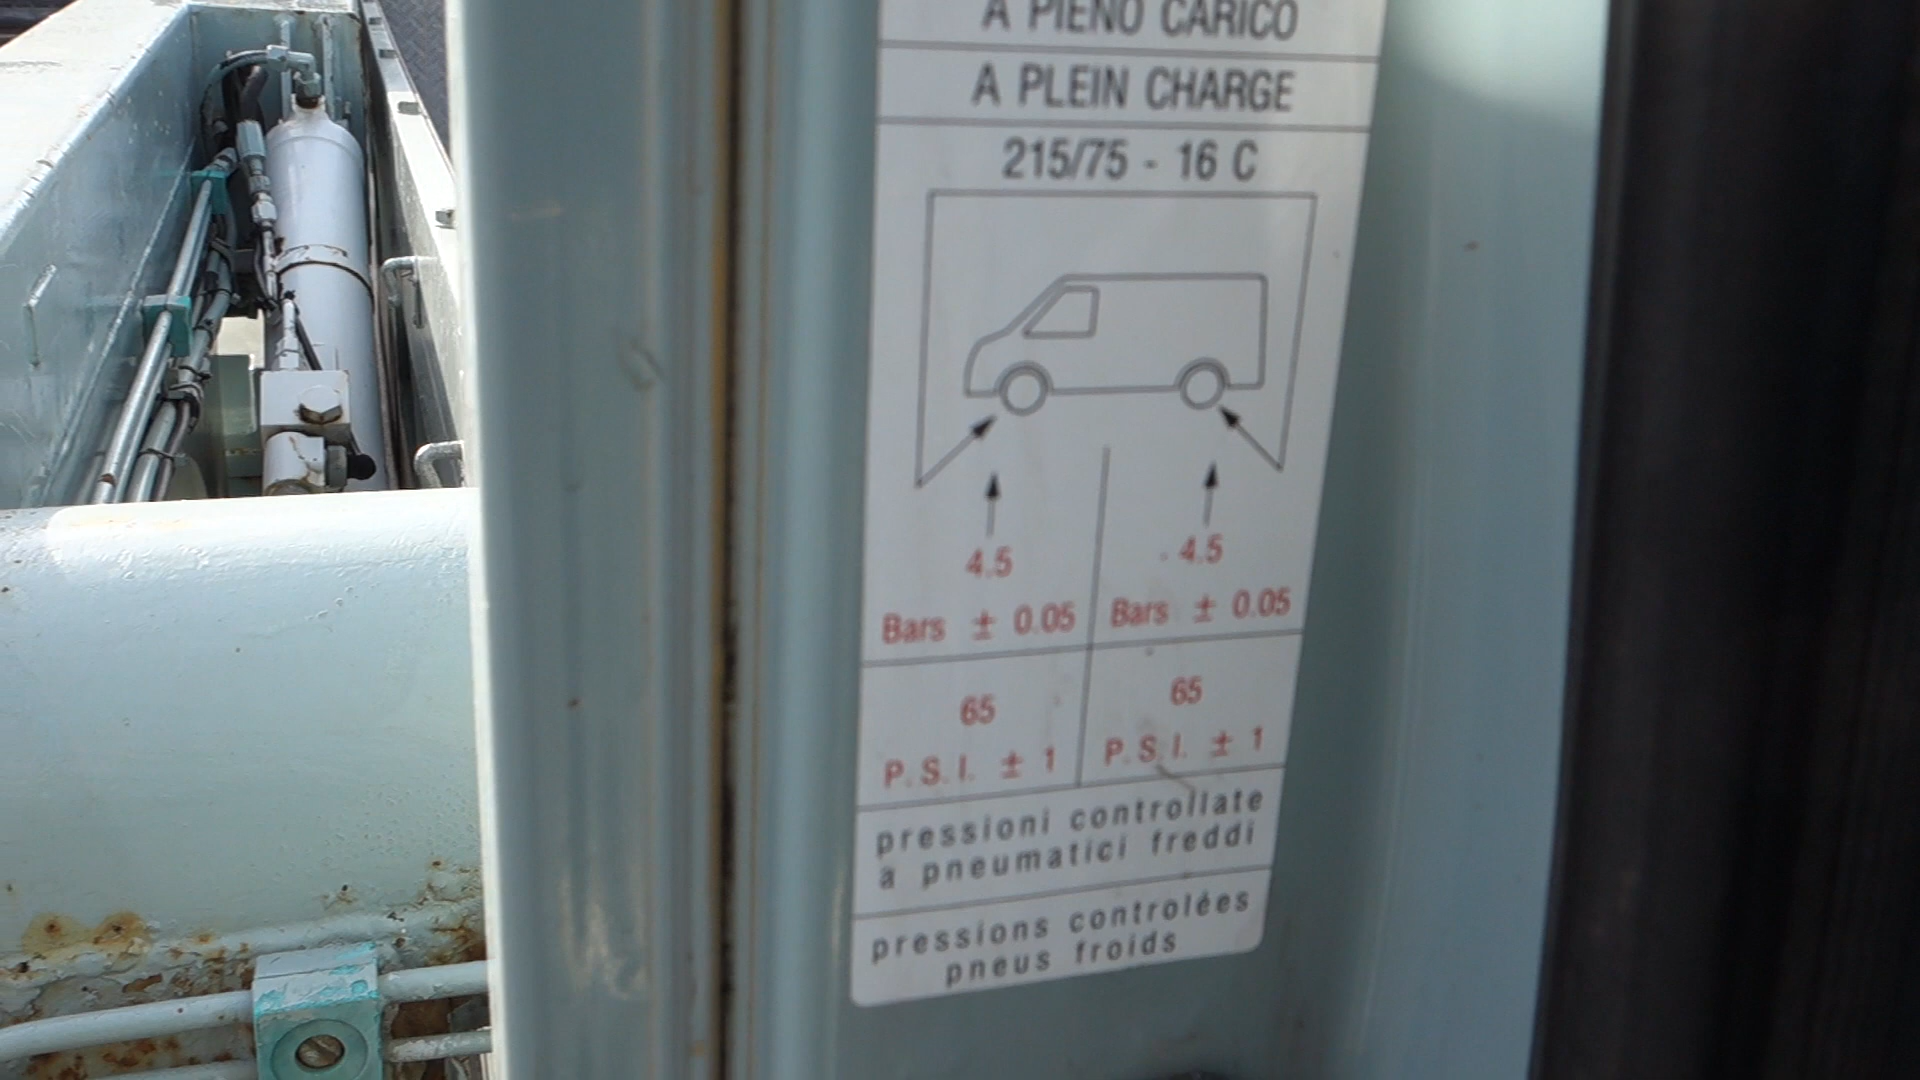 A PIENO CARICO
A PLEIN CHARGE
215/75 - 16 C
4.5
4.5
Bars ± 0.05
Bars ± 0.05
65
65
P.S.I. ± 1
P.S.I. ± 1
pressioni controllate
a pneumatici freddi
pressions controlées
pneus froids